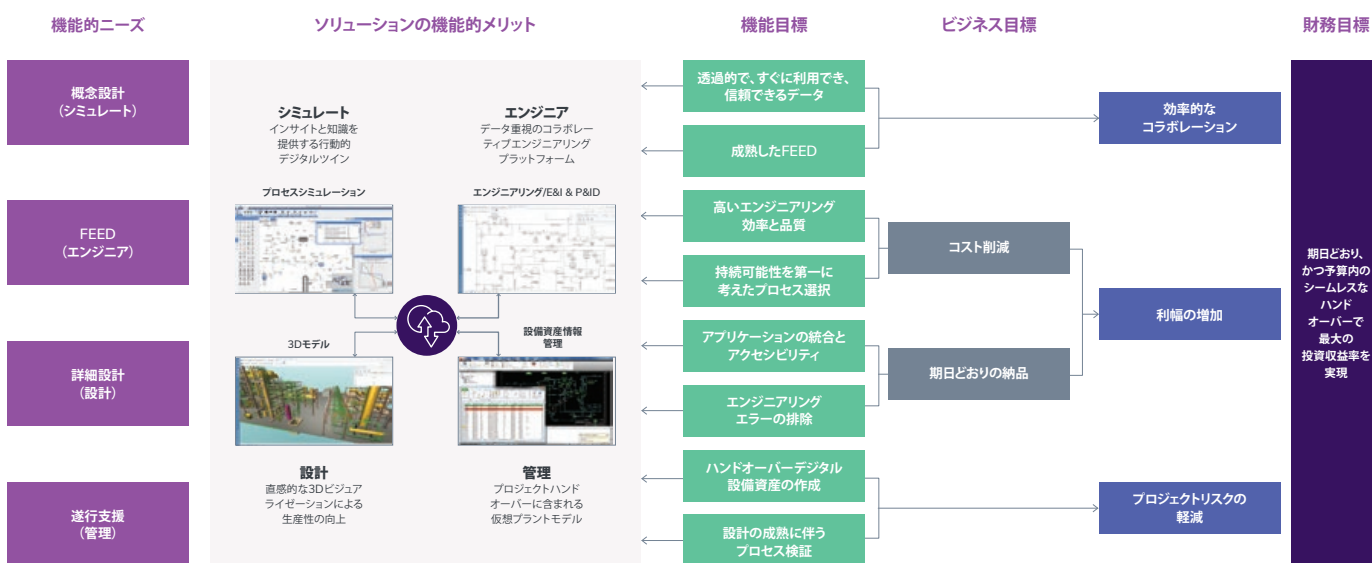 機能的ニーズ
ソリューションの機能的メリット
機能目標
ビジネス目標
財務目標
概念設計
（シミュレート）
FEED
（エンジニア）
詳細設計
（設計）
遂行支援
（管理）
シミュレート
インサイトと知識を
提供する行動的
デジタルツイン
エンジニア
データ重視のコラボレー
ティブエンジニアリング
プラットフォーム
プロセスシミュレーション
エンジニアリング/E&I & P&ID
3Dモデル
設備資産情報
管理
設計
直感的な3Dビジュア
ライゼーションによる
生産性の向上
管理
プロジェクトハンド
オーバーに含まれる
仮想プラントモデル
透過的で、すぐに利用でき、
信頼できるデータ
成熟したFEED
高いエンジニアリング
効率と品質
持続可能性を第一に
考えたプロセス選択
アプリケーションの統合と
アクセシビリティ
エンジニアリング
エラーの排除
ハンドオーバーデジタル
設備資産の作成
設計の成熟に伴う
プロセス検証
コスト削減
期日どおりの納品
効率的な
コラボレーション
利幅の増加
プロジェクトリスクの
軽減
期日どおり、
かつ予算内の
シームレスな
ハンド
オーバーで
最大の
投資収益率を
実現